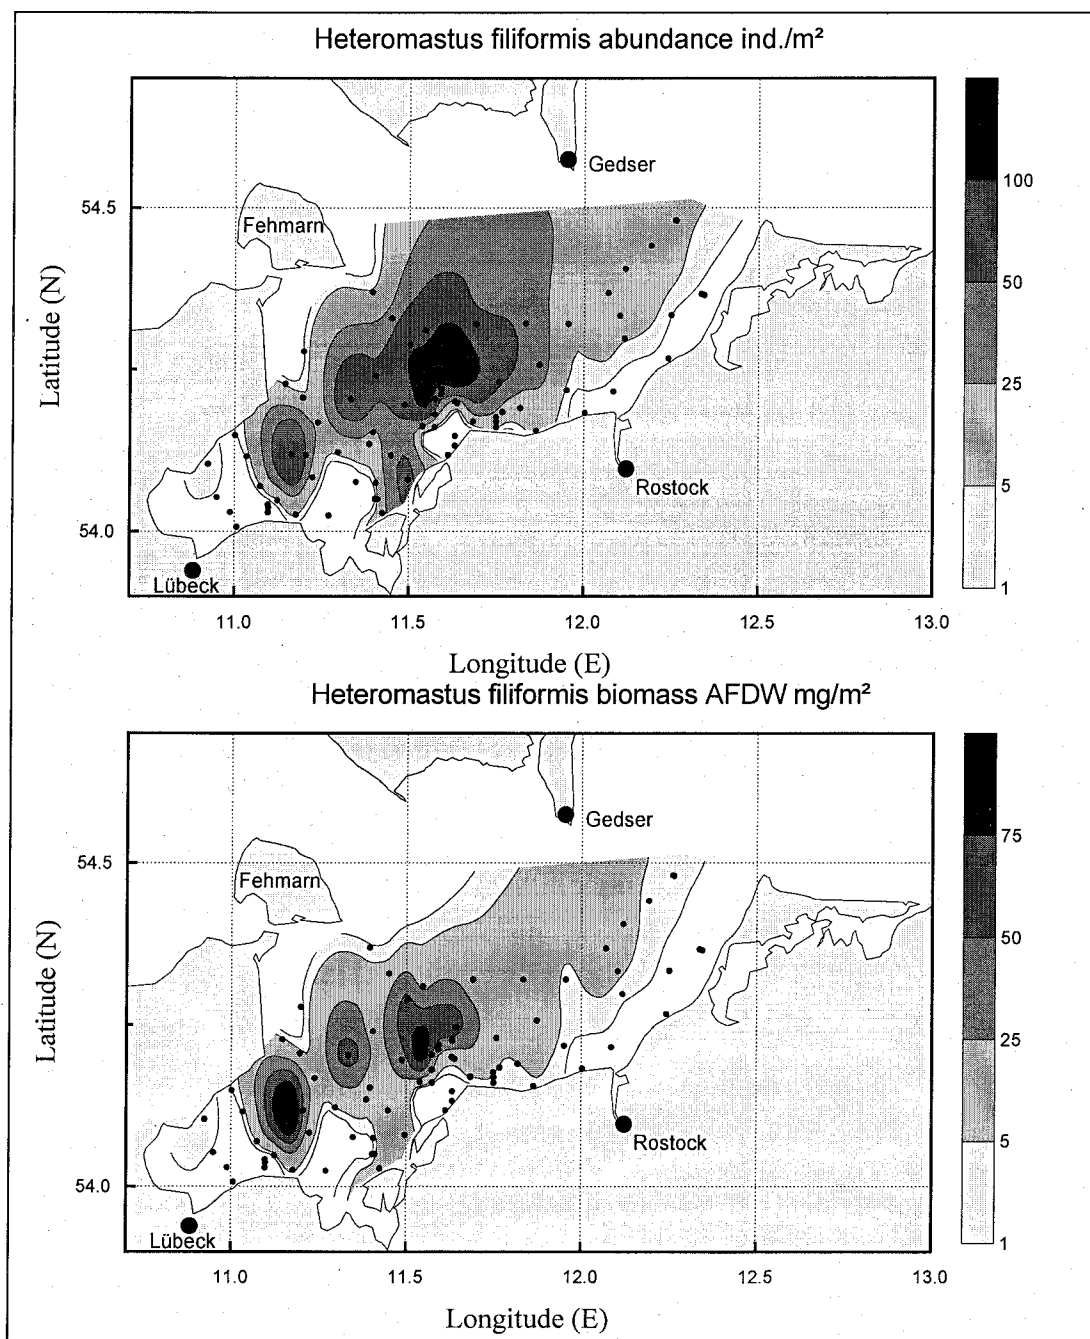 Heteromastus filiformis abundance ind./m²
Gedser
100
54.5
Fehmarn
50
Latitude (N)
25
Rostock
5
54.0
Lübeck
1
11.0 11.5 12.0 12.5 13.0
Longitude (E)
Heteromastus filiformis biomass AFDW mg/m²
Gedser
75
54.5
Fehmarn
50
Latitude (N)
25
Rostock
5
54.0
Lübeck
1
11.0 11.5 12.0 12.5 13.0
Longitude (E)